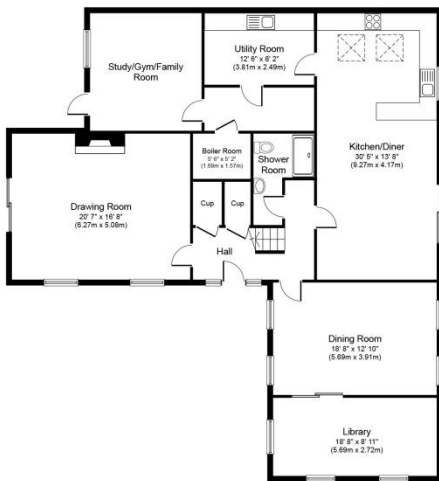 Utility Room
12' 6" x 8' 2"
(3.81m x 2.49m)
Study/Gym/Family
Room
Boiler Room
5' 6" x 5' 2"
(1.69m x 1.57m)
Shower
Room
Kitchen/Diner
30' 5" x 13' 8"
(9.27m x 4.17m)
Drawing Room
20' 7" x 16' 8"
(6.27m x 5.08m)
Cup
Cup
Hall
Dining Room
18' 8" x 12' 10"
(5.69m x 3.91m)
Library
18' 8" x 8' 11"
(5.69m x 2.72m)